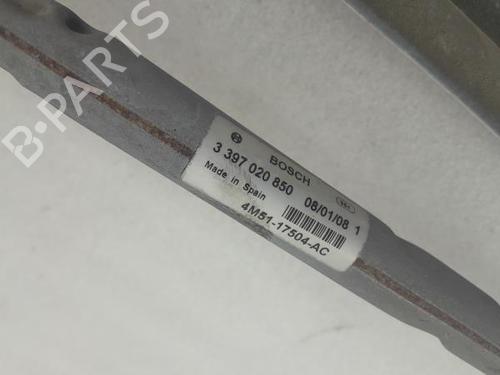 B-PARTS
BOSCH
3 397 020 850 08/01/08 1
Made in Spain
4M51-17504-AC